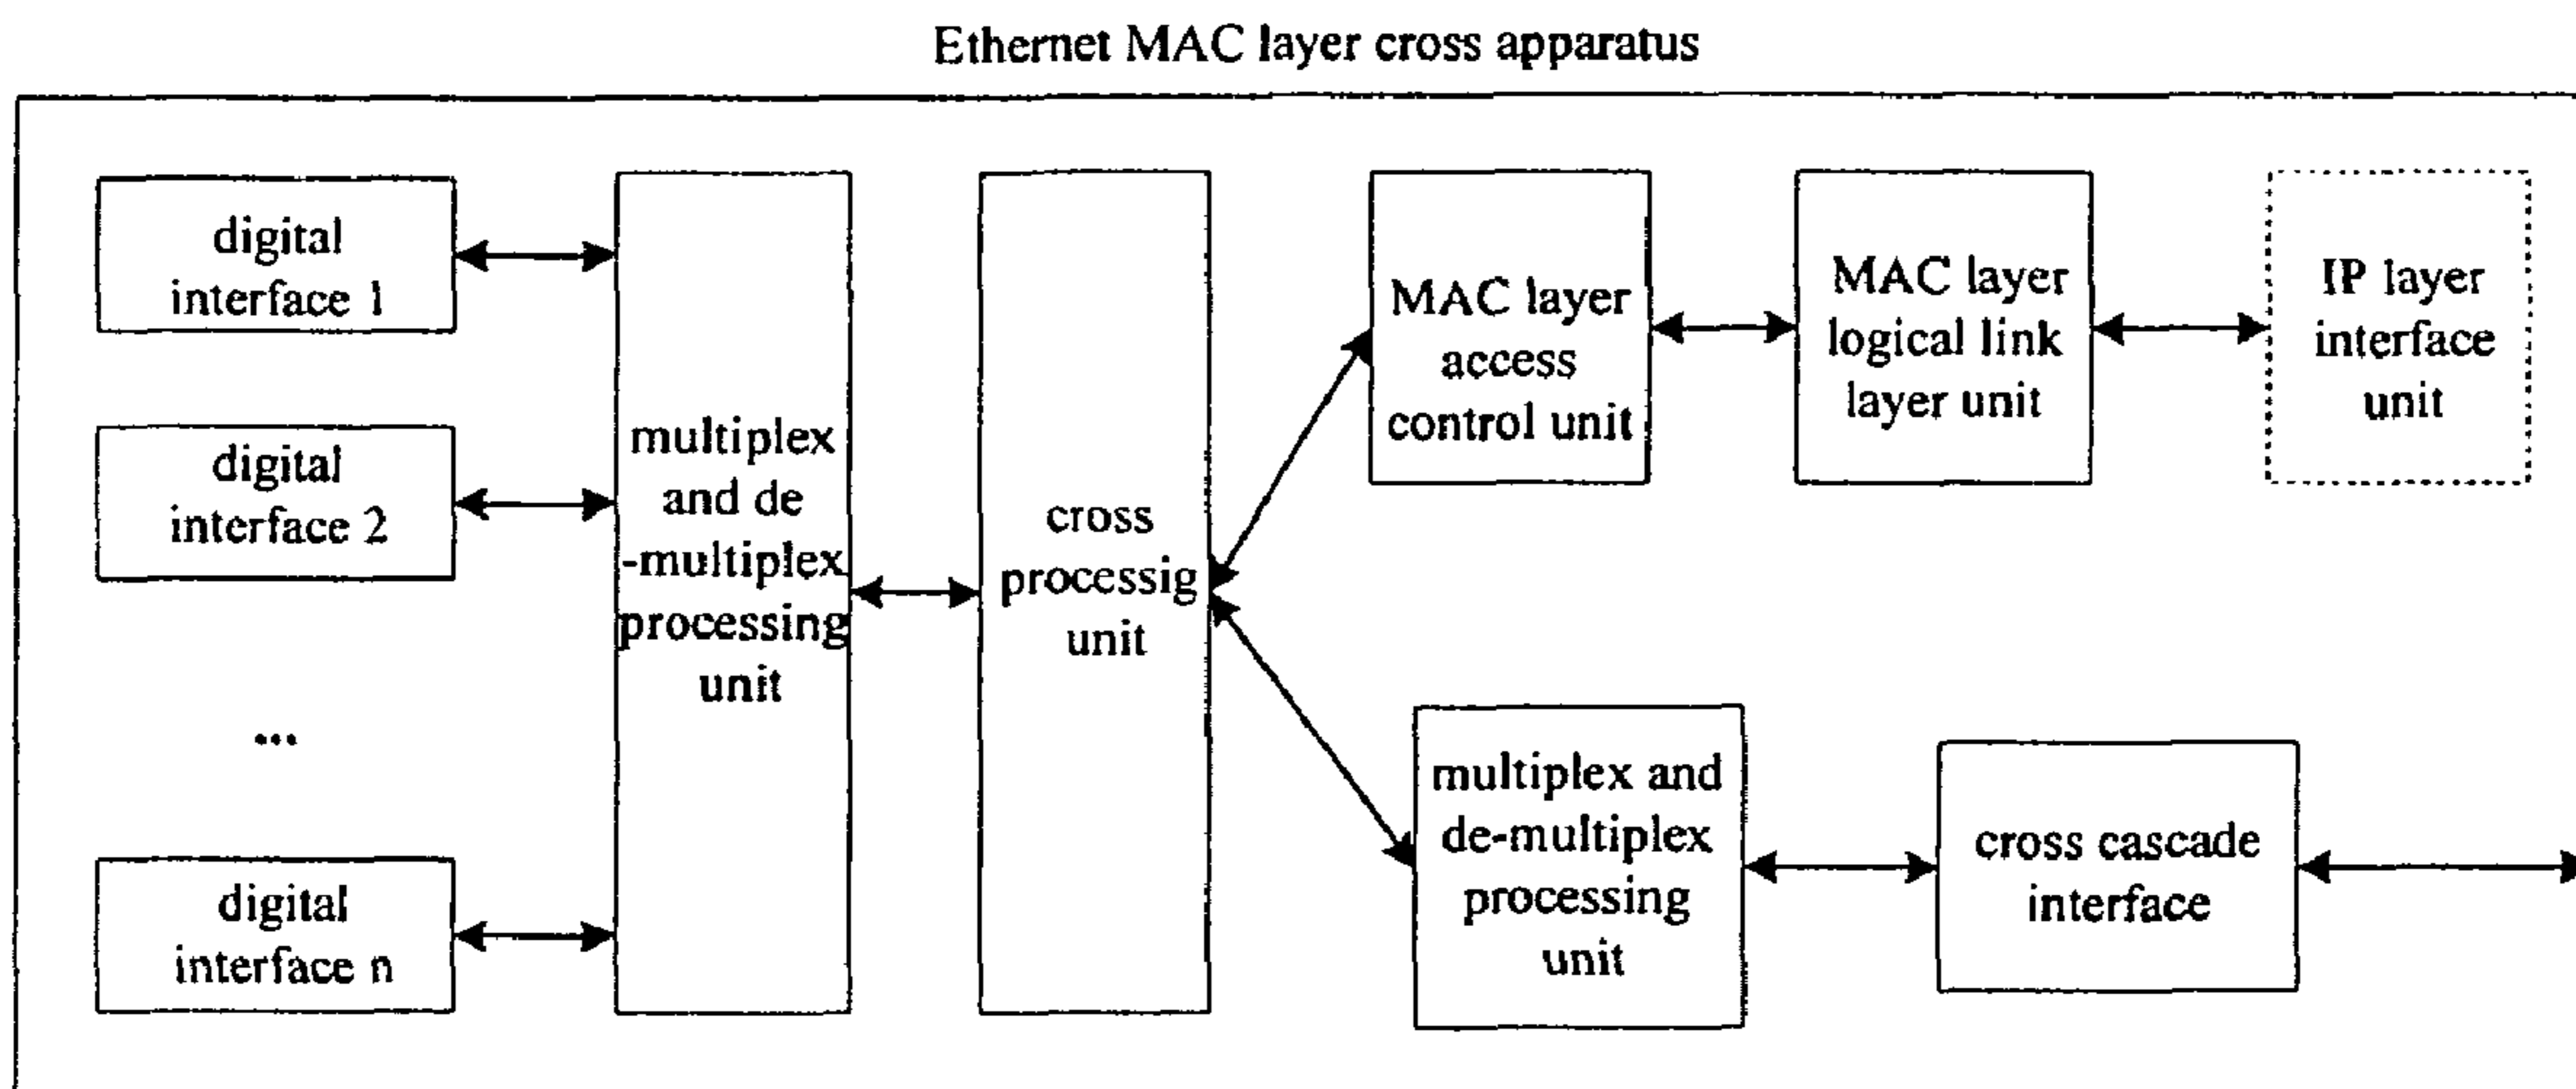 Ethernet MAC layer cross apparatus
digital
interface 1
digital
interface 2
...
digital
interface n
multiplex
and de
-multiplex
processing
unit
cross
processig
unit
MAC layer
access
control unit
MAC layer
logical link
layer unit
IP layer
interface
unit
multiplex and
de-multiplex
processing
unit
cross cascade
interface